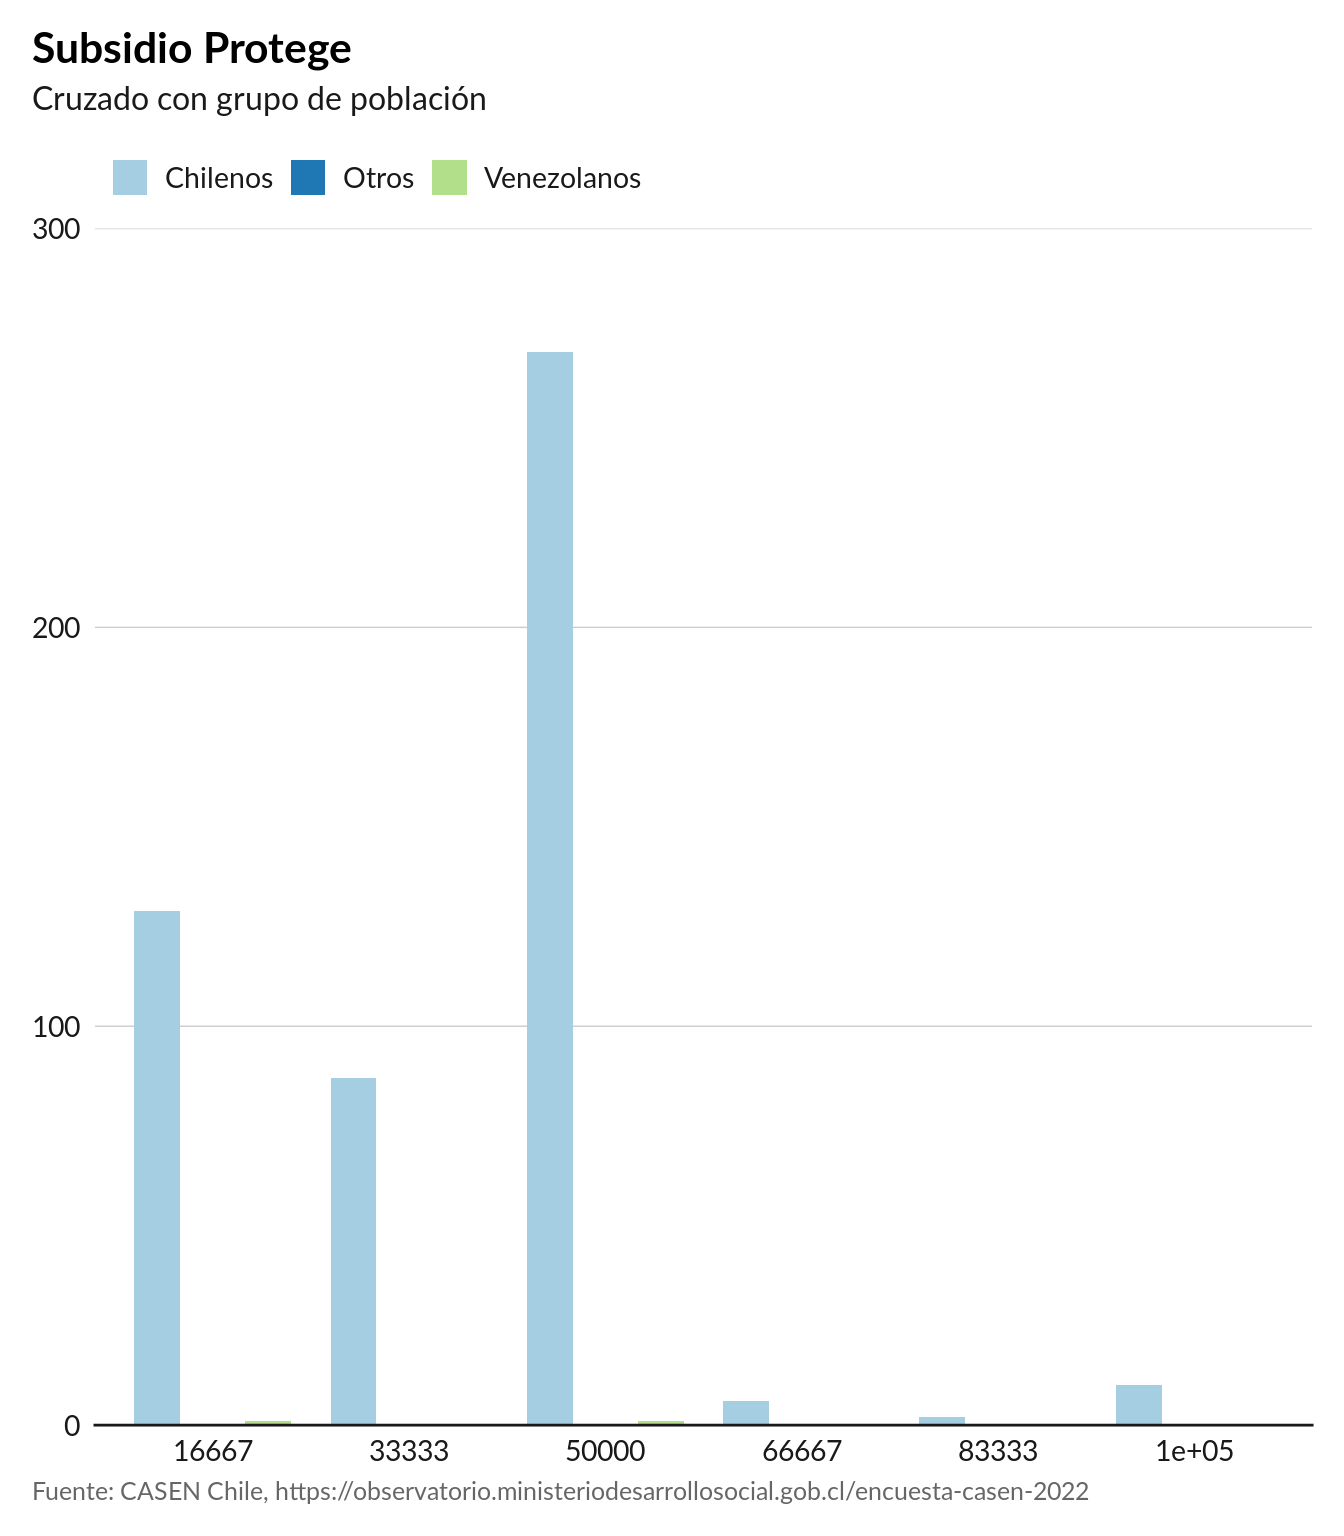 Subsidio Protege
Cruzado con grupo de población
Chilenos Otros Venezolanos
300
200
100
0
16667 33333 50000 66667 83333 1e+05
Fuente: CASEN Chile, https://observatorio.ministeriodesarrollosocial.gob.cl/encuesta-casen-2022